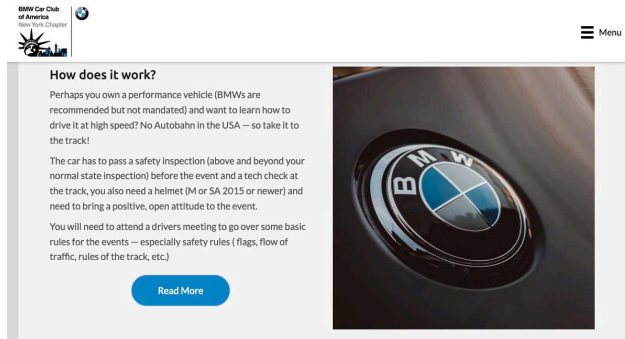 BMW Car Club
of America
New York Chapter
Menu
How does it work?
Perhaps you own a performance vehicle (BMWs are
recommended but not mandated) and want to learn how to
drive it at high speed? No Autobahn in the USA — so take it to
the track!
The car has to pass a safety inspection (above and beyond your
normal state inspection) before the event and a tech check at
the track, you also need a helmet (M or SA 2015 or newer) and
need to bring a positive, open attitude to the event.
You will need to attend a drivers meeting to go over some basic
rules for the events — especially safety rules ( flags, flow of
traffic, rules of the track, etc.)
Read More
BMW